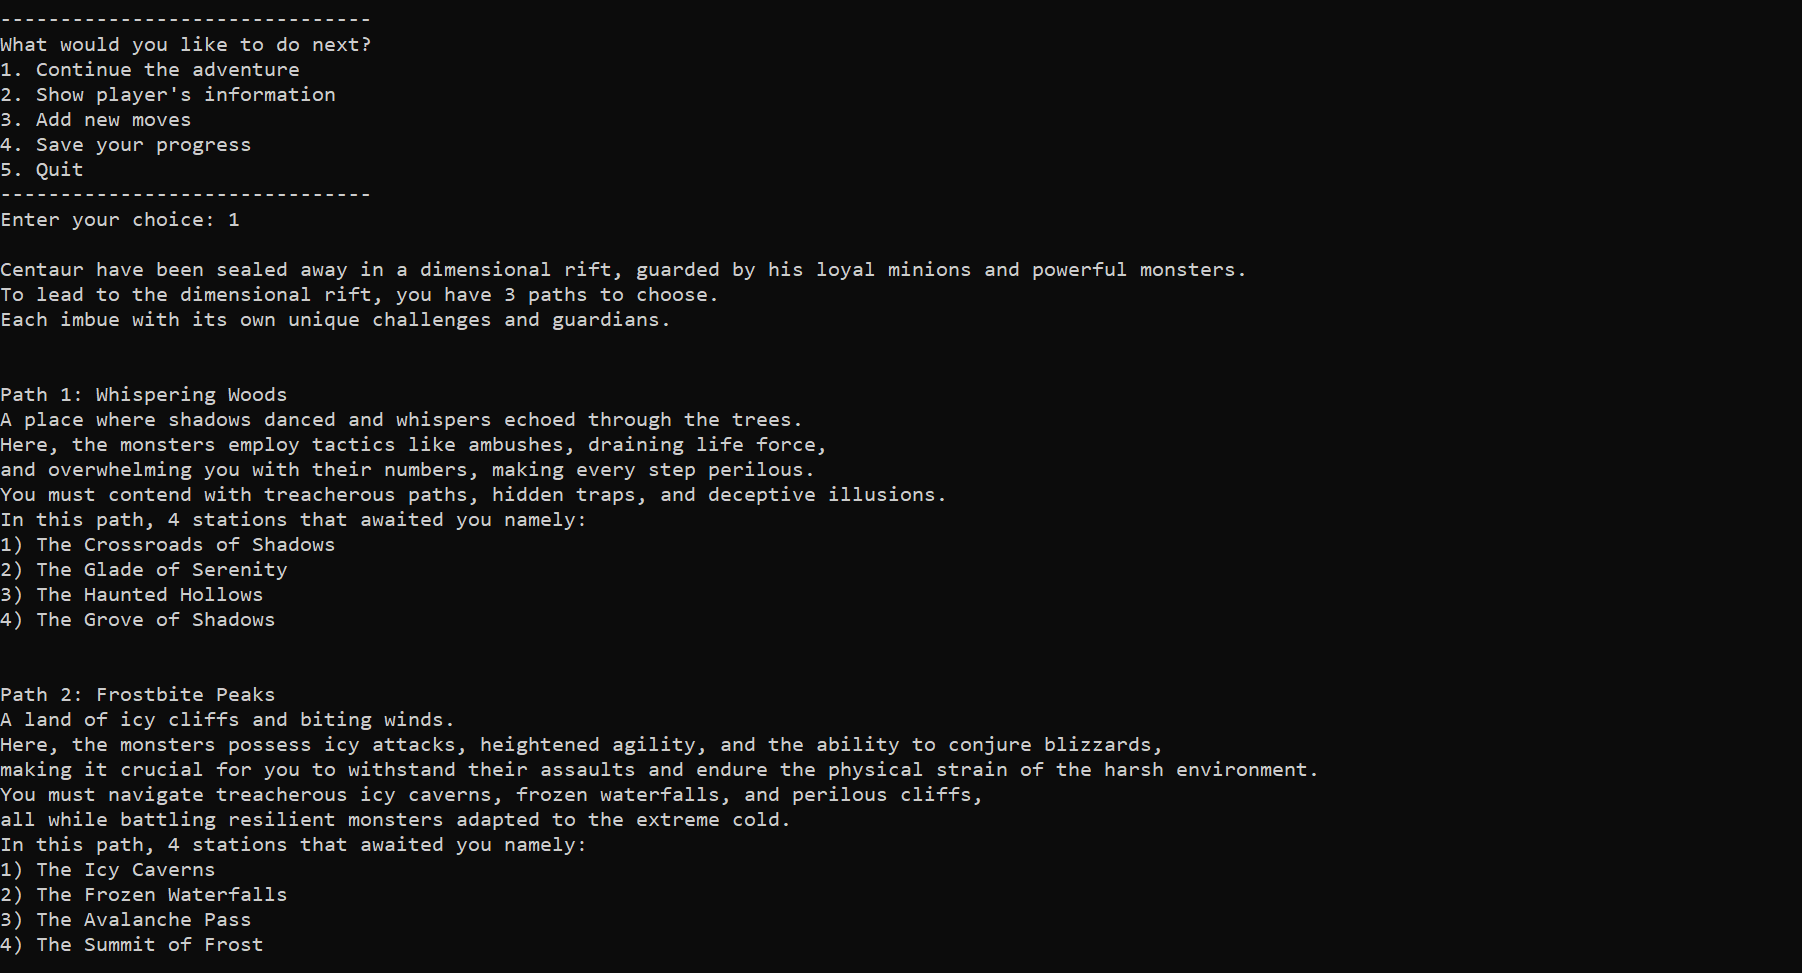 -------------------------------
What would you like to do next?
1. Continue the adventure
2. Show player's information
3. Add new moves
4. Save your progress
5. Quit
-------------------------------
Enter your choice: 1
Centaur have been sealed away in a dimensional rift, guarded by his loyal minions and powerful monsters.
To lead to the dimensional rift, you have 3 paths to choose.
Each imbue with its own unique challenges and guardians.
Path 1: Whispering Woods
A place where shadows danced and whispers echoed through the trees.
Here, the monsters employ tactics like ambushes, draining life force,
and overwhelming you with their numbers, making every step perilous.
You must contend with treacherous paths, hidden traps, and deceptive illusions.
In this path, 4 stations that awaited you namely:
1) The Crossroads of Shadows
2) The Glade of Serenity
3) The Haunted Hollows
4) The Grove of Shadows
Path 2: Frostbite Peaks
A land of icy cliffs and biting winds.
Here, the monsters possess icy attacks, heightened agility, and the ability to conjure blizzards,
making it crucial for you to withstand their assaults and endure the physical strain of the harsh environment.
You must navigate treacherous icy caverns, frozen waterfalls, and perilous cliffs,
all while battling resilient monsters adapted to the extreme cold.
In this path, 4 stations that awaited you namely:
1) The Icy Caverns
2) The Frozen Waterfalls
3) The Avalanche Pass
4) The Summit of Frost